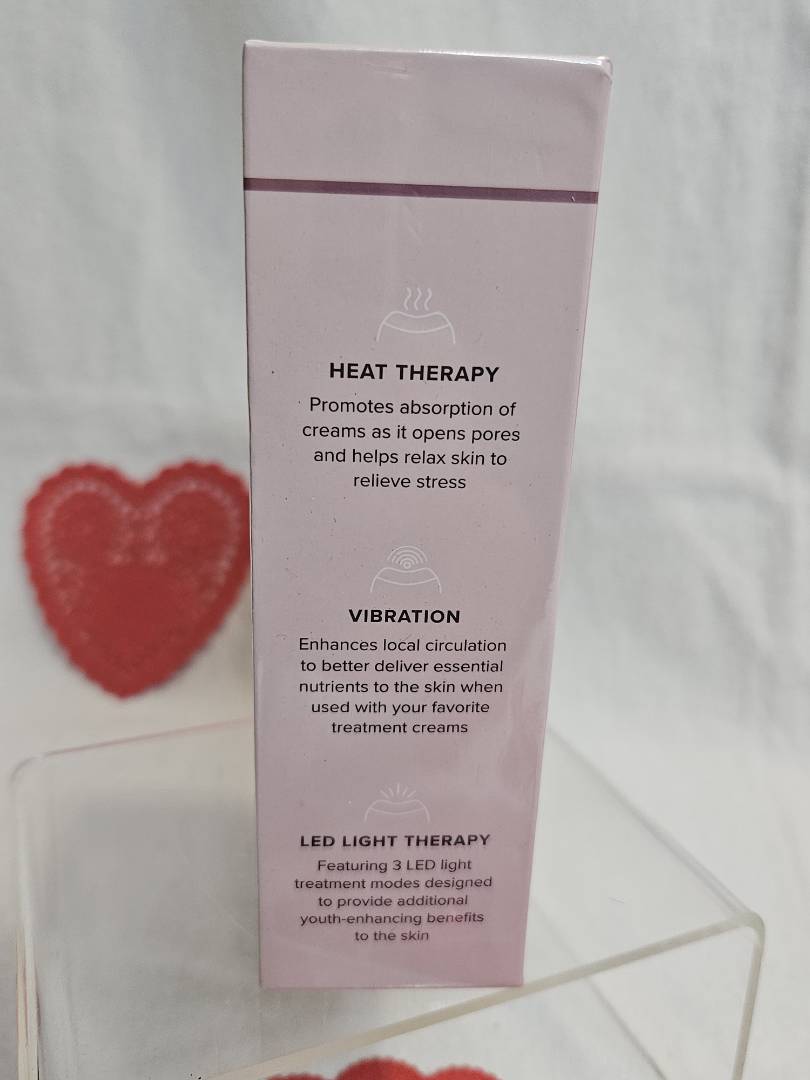 HEAT THERAPY
Promotes absorption of
creams as it opens pores
and helps relax skin to
relieve stress
VIBRATION
Enhances local circulation
to better deliver essential
nutrients to the skin when
used with your favorite
treatment creams
LED LIGHT THERAPY
Featuring 3 LED light
treatment modes designed
to provide additional
youth-enhancing benefits
to the skin